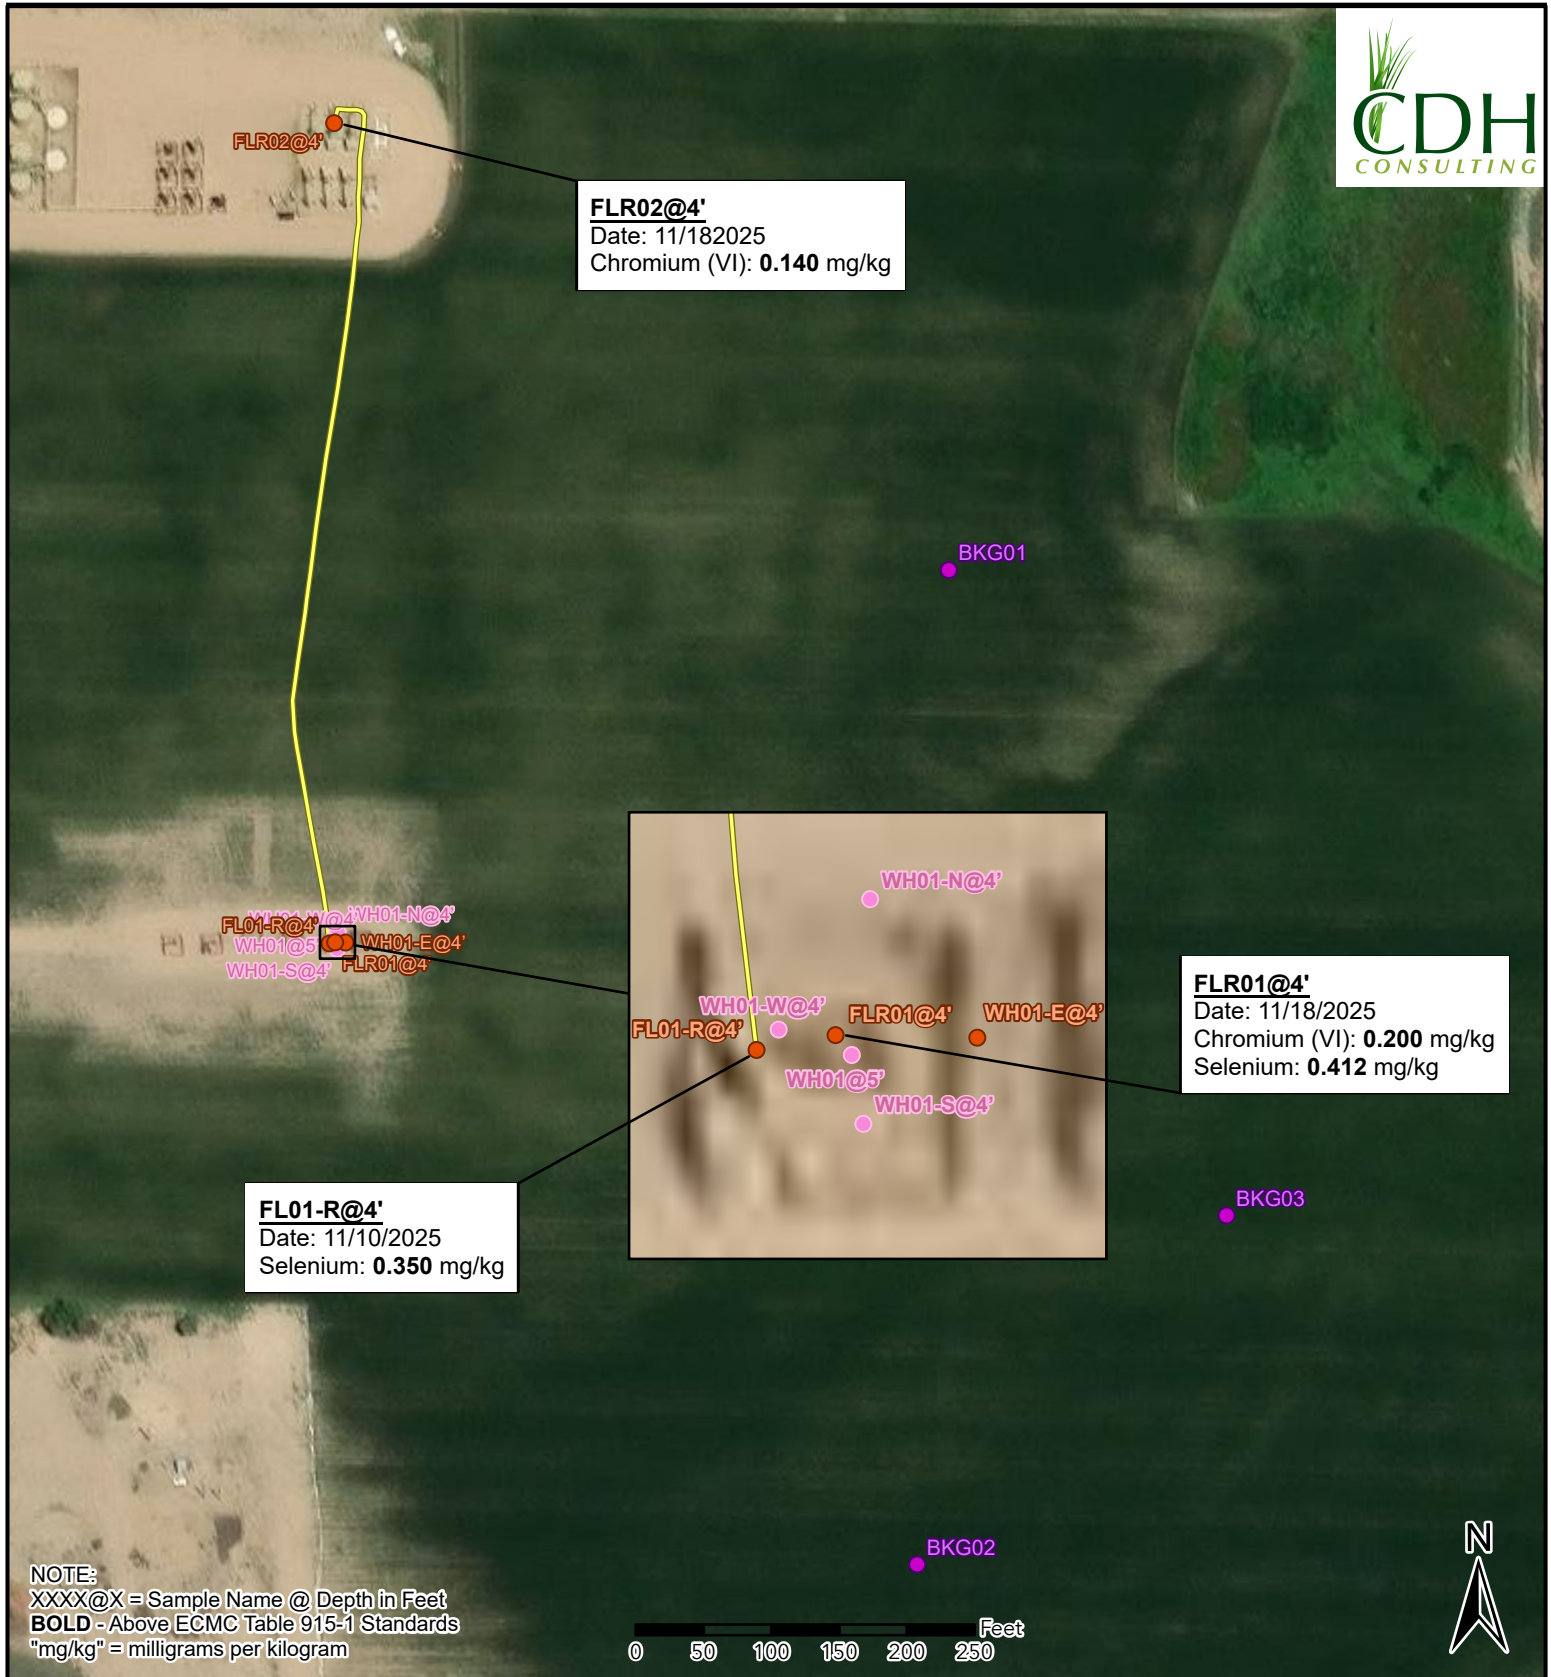 CDH
CONSULTING
FLR02@4'
FLR02@4'
Date: 11/182025
Chromium (VI): 0.140 mg/kg
BKG01
WH01-W@4'
WH01-N@4'
FL01-R@4'
WH01@5'
WH01-E@4'
WH01-S@4'
FLR01@4'
WH01-N@4'
WH01-W@4'
FLR01@4'
WH01-E@4'
FL01-R@4'
WH01@5'
WH01-S@4'
FLR01@4'
Date: 11/18/2025
Chromium (VI): 0.200 mg/kg
Selenium: 0.412 mg/kg
FL01-R@4'
Date: 11/10/2025
Selenium: 0.350 mg/kg
BKG03
BKG02
N
NOTE:
XXXX@X = Sample Name @ Depth in Feet
BOLD - Above ECMC Table 915-1 Standards
"mg/kg" = milligrams per kilogram
Feet
0 50 100 150 200 250